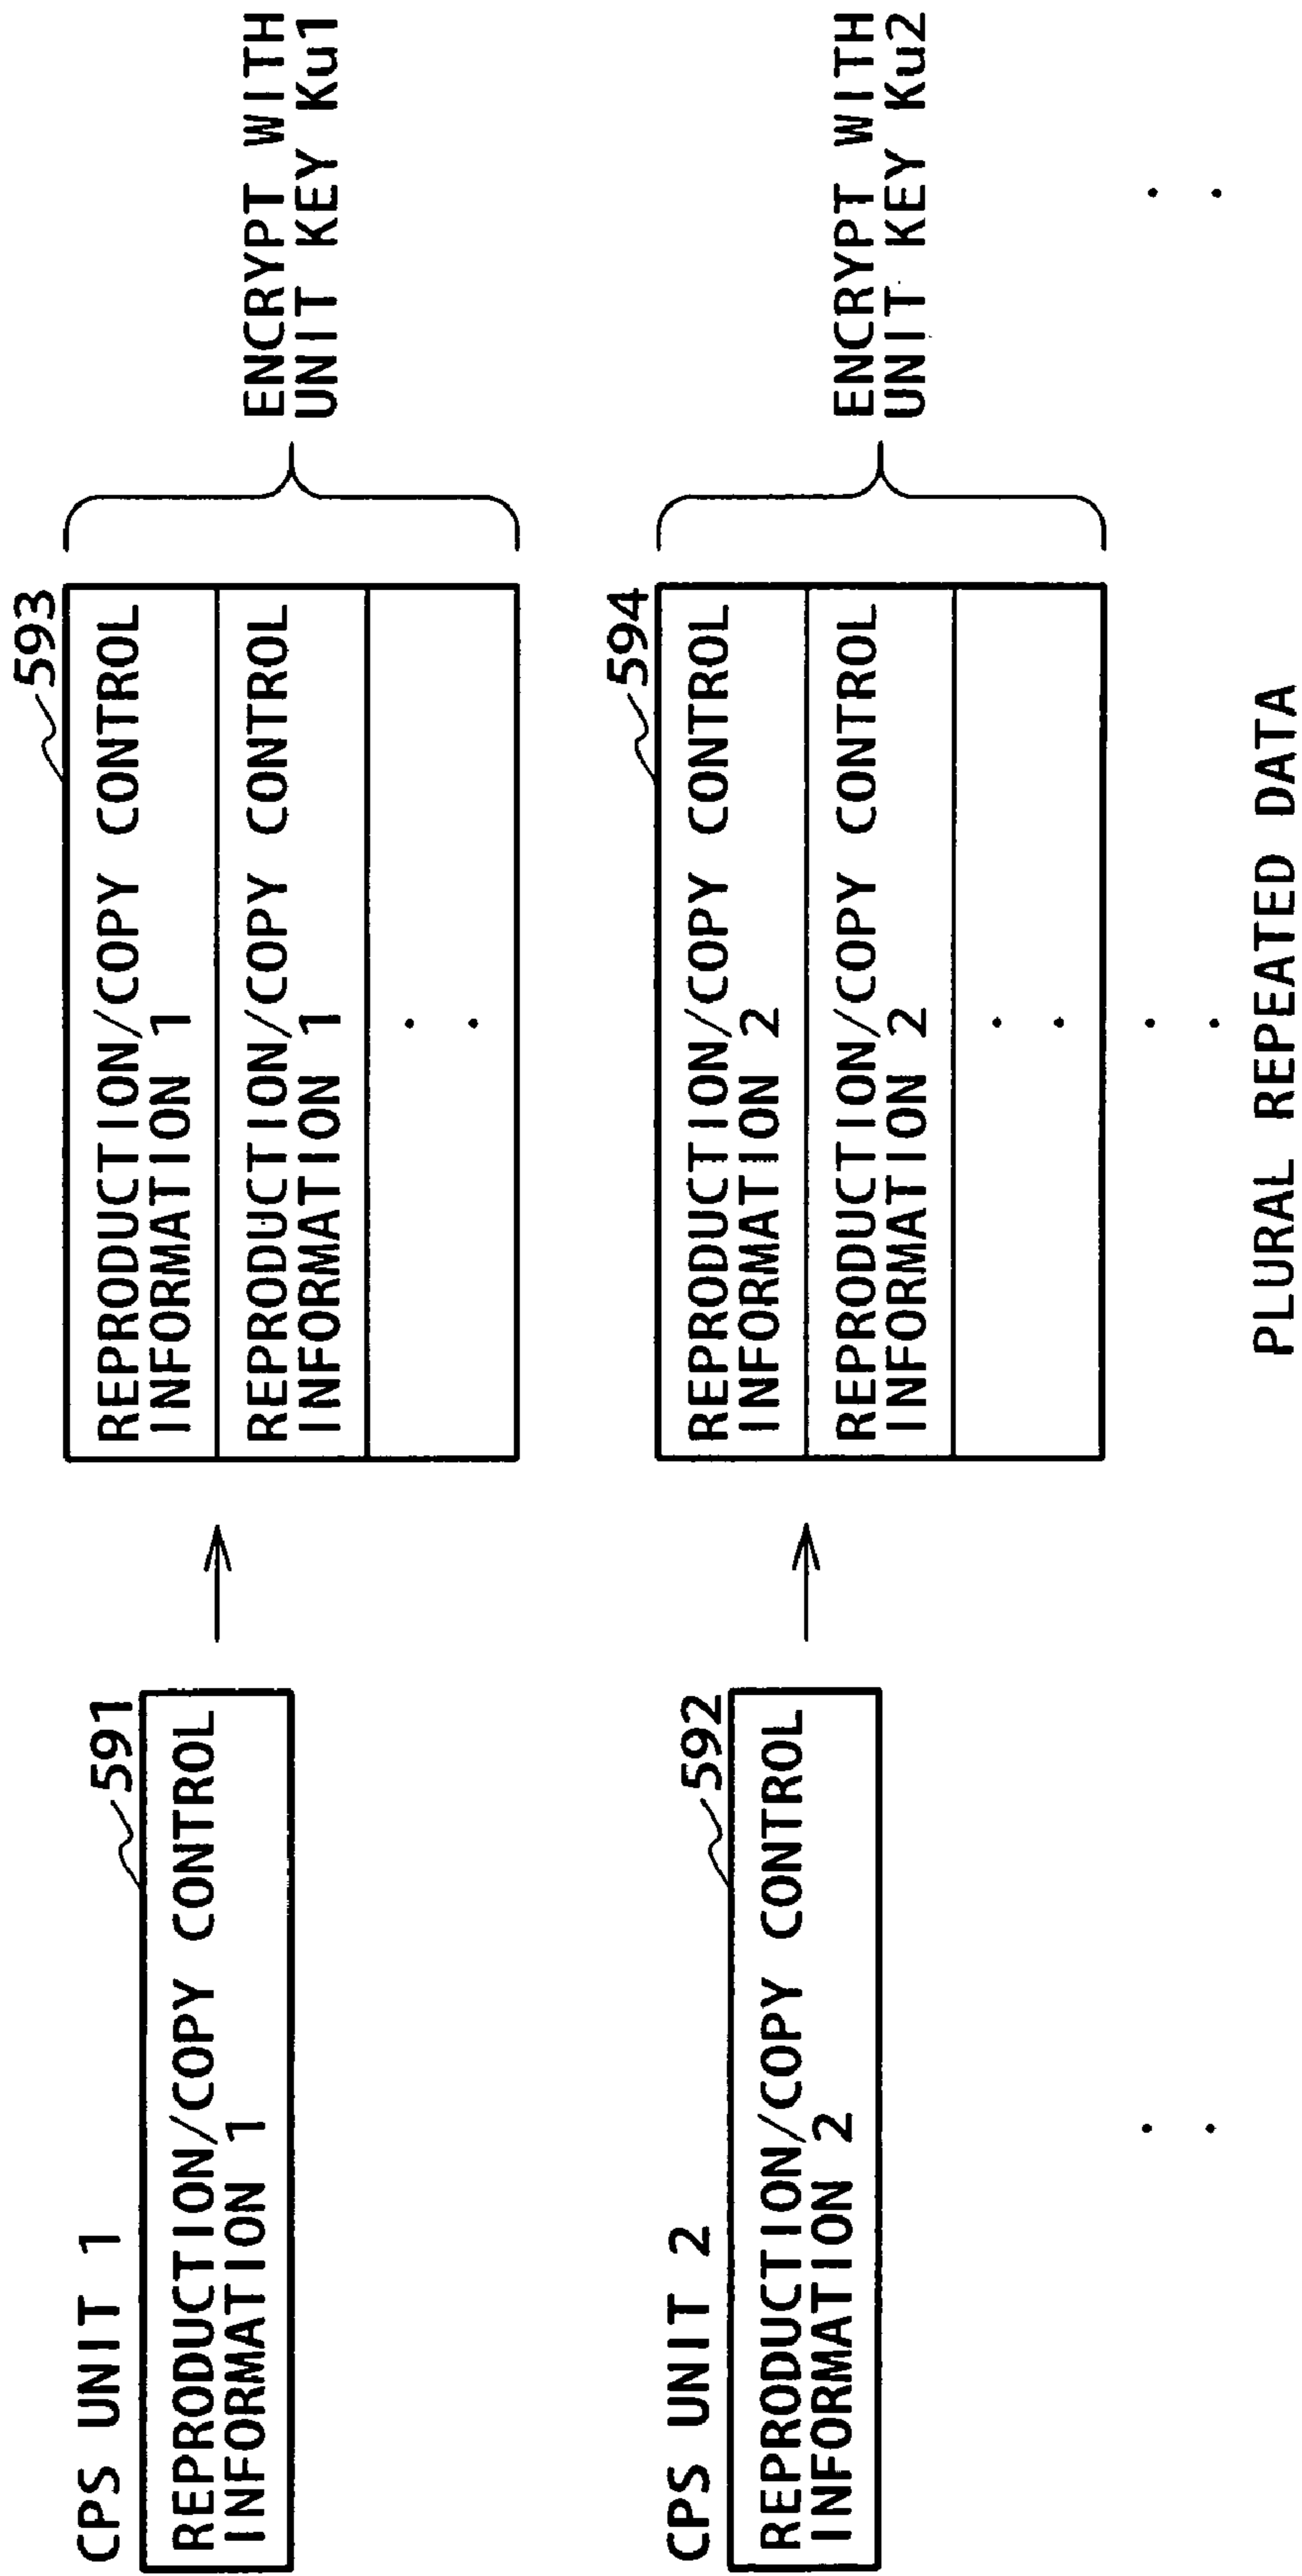 CPS UNIT 1
591
REPRODUCTION/COPY CONTROL
INFORMATION 1
593
REPRODUCTION/COPY CONTROL
INFORMATION 1
REPRODUCTION/COPY CONTROL
INFORMATION 1
ENCRYPT WITH
UNIT KEY Ku1
CPS UNIT 2
592
REPRODUCTION/COPY CONTROL
INFORMATION 2
594
REPRODUCTION/COPY CONTROL
INFORMATION 2
REPRODUCTION/COPY CONTROL
INFORMATION 2
ENCRYPT WITH
UNIT KEY Ku2
PLURAL REPEATED DATA